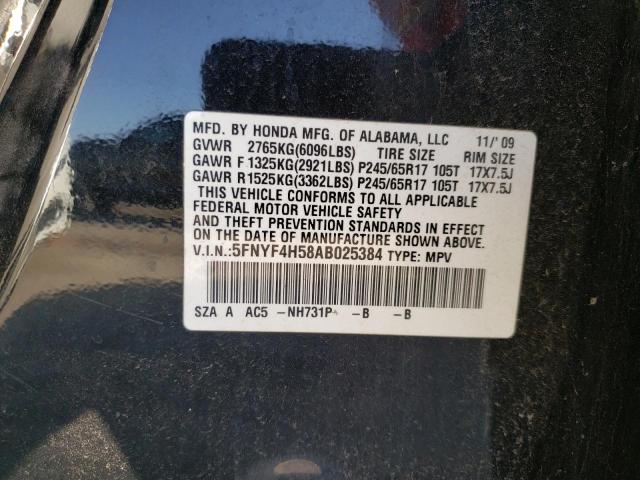 MFD. BY HONDA MFG. OF ALABAMA, LLC 11/'09
GVWR 2765KG(6096LBS) TIRE SIZE RIM SIZE
GAWR F 1325KG(2921LBS) P245/65R17 105T 17X7.5J
GAWR R1525KG(3362LBS) P245/65R17 105T 17X7.5J
THIS VEHICLE CONFORMS TO ALL APPLICABLE
FEDERAL MOTOR VEHICLE SAFETY
AND THEFT PREVENTION STANDARDS IN EFFECT
ON THE DATE OF MANUFACTURE SHOWN ABOVE.
V.I.N.:5FNYF4H58AB025384 TYPE: MPV
SZA A AC5 -NH731P -B -B